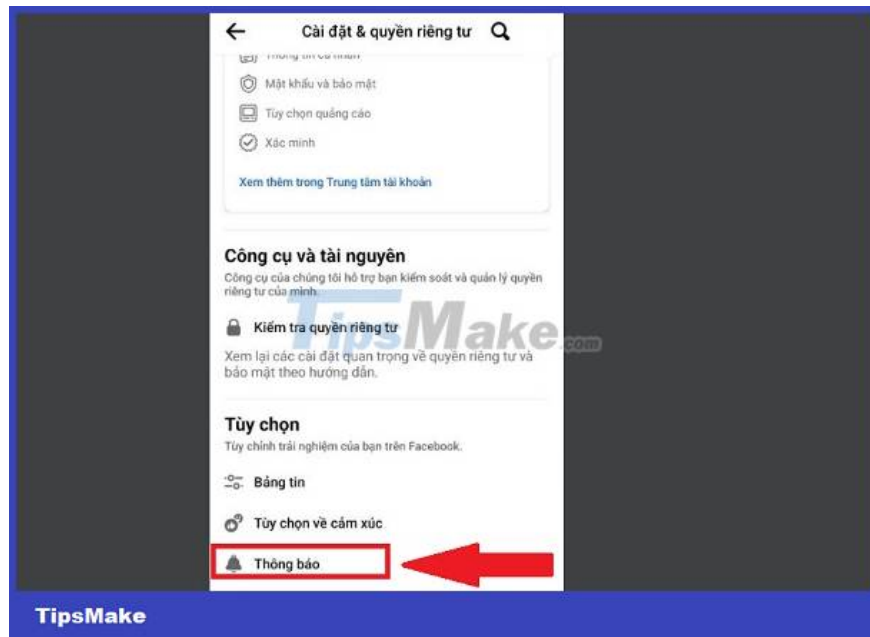 Cài đặt & quyền riêng tư
Thông tin cá nhân
Mật khẩu và bảo mật
Tùy chọn quảng cáo
Xác minh
Xem thêm trong Trung tâm tài khoản
Công cụ và tài nguyên
Công cụ của chúng tôi hỗ trợ bạn kiểm soát và quản lý quyền
riêng tư của mình.
Kiểm tra quyền riêng tư
TipsMake.com
Xem lại các cài đặt quan trọng về quyền riêng tư và
bảo mật theo hướng dẫn.
Tùy chọn
Tùy chỉnh trải nghiệm của bạn trên Facebook.
Bảng tin
Tùy chọn về cảm xúc
Thông báo
TipsMake